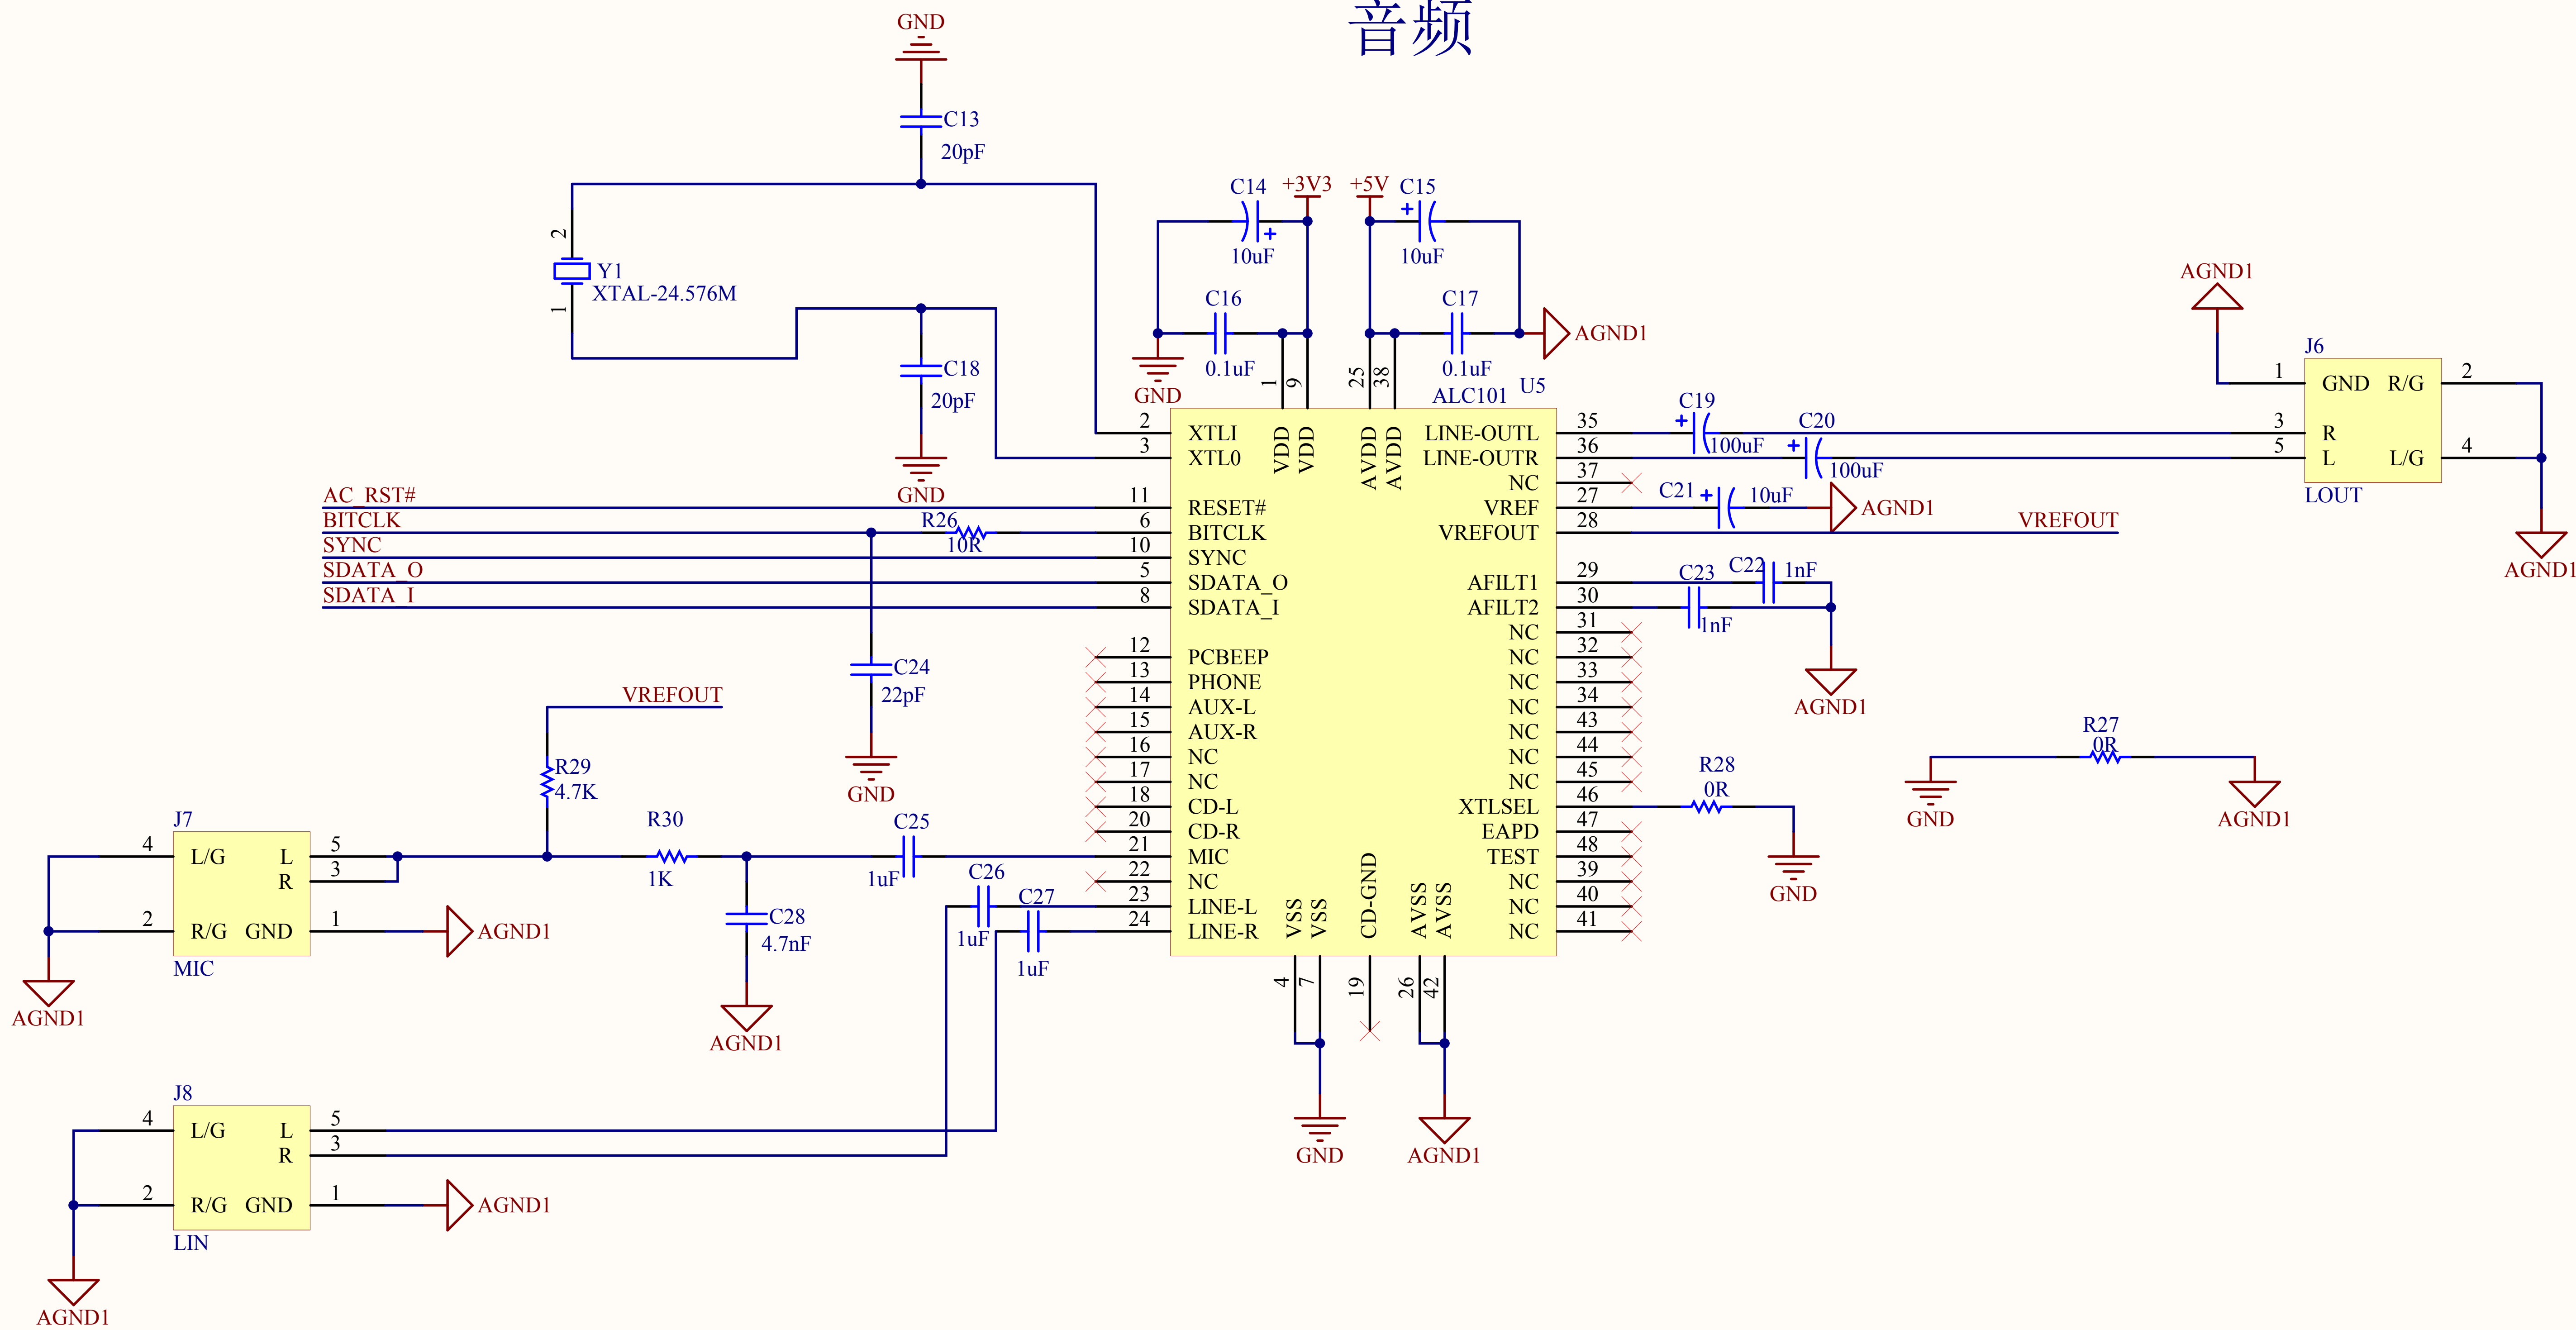 音频
GND
C13
20pF
2
Y1
XTAL-24.576M
1
C18
20pF
GND
C14
+3V3
10uF
C16
0.1uF
GND
+5V
C15
10uF
C17
0.1uF
AGND1
1
9
25
38
ALC101
U5
2
XTLI
3
XTL0
AC_RST#
11
RESET#
BITCLK
R26
10R
6
BITCLK
SYNC
10
SYNC
SDATA_O
5
SDATA_O
SDATA_I
8
SDATA_I
12
PCBEEP
13
PHONE
14
AUX-L
15
AUX-R
16
NC
17
NC
18
CD-L
20
CD-R
21
MIC
22
NC
23
LINE-L
24
LINE-R
VDD
VDD
AVDD
AVDD
VSS
VSS
CD-GND
AVSS
AVSS
4
7
19
26
42
GND
AGND1
LINE-OUTL
35
LINE-OUTR
36
NC
37
VREF
27
VREFOUT
28
AFILT1
29
AFILT2
30
NC
31
NC
32
NC
33
NC
34
NC
43
NC
44
NC
45
XTLSEL
46
EAPD
47
TEST
48
NC
39
NC
40
NC
41
C19
100uF
C20
100uF
C21
10uF
AGND1
VREFOUT
C23
1nF
C22
1nF
AGND1
R28
0R
GND
R27
0R
GND
AGND1
AGND1
J6
1
GND
R/G
2
3
R
5
L
L/G
4
LOUT
AGND1
C24
22pF
GND
VREFOUT
R29
4.7K
R30
1K
C25
1uF
C26
1uF
C27
1uF
C28
4.7nF
AGND1
J7
4
L/G
L
5
R
3
2
R/G
GND
1
AGND1
MIC
AGND1
J8
4
L/G
L
5
R
3
2
R/G
GND
1
AGND1
LIN
AGND1